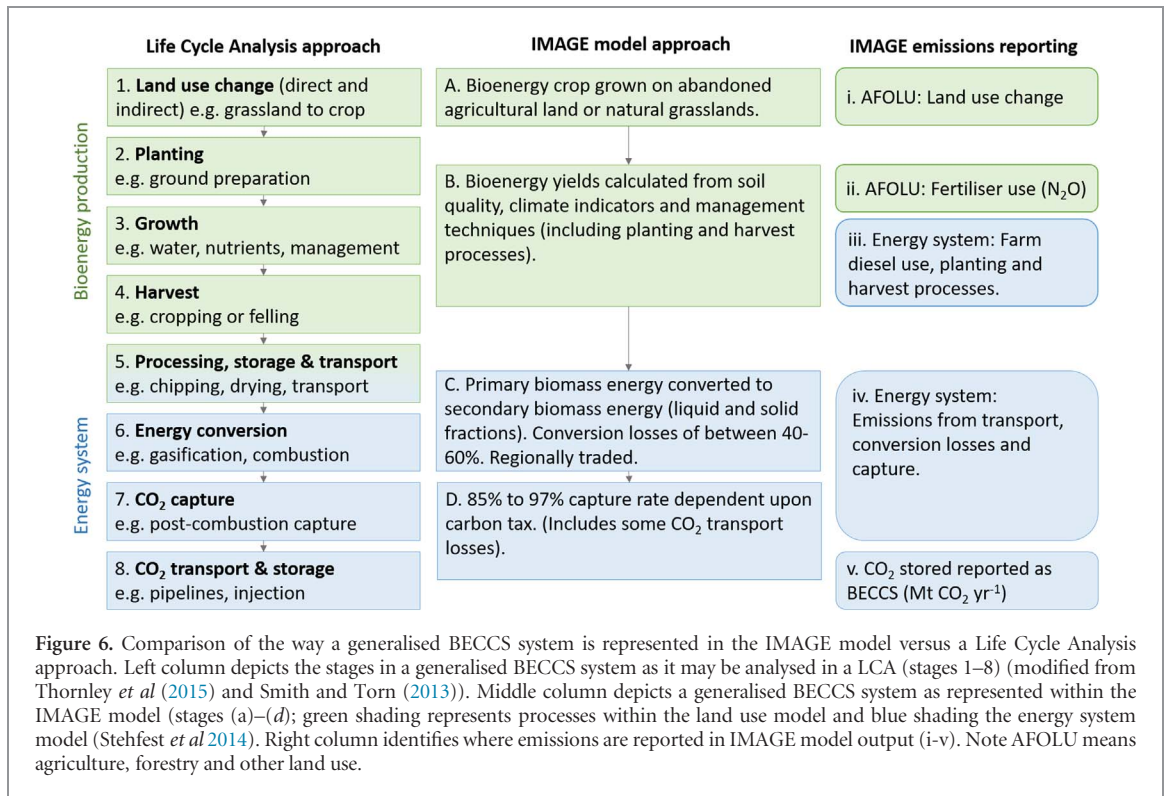 Life Cycle Analysis approach
IMAGE model approach
IMAGE emissions reporting
Bioenergy production
Energy system
1. Land use change (direct and
indirect) e.g. grassland to crop
2. Planting
e.g. ground preparation
3. Growth
e.g. water, nutrients, management
4. Harvest
e.g. cropping or felling
5. Processing, storage & transport
e.g. chipping, drying, transport
6. Energy conversion
e.g. gasification, combustion
7. CO₂ capture
e.g. post-combustion capture
8. CO₂ transport & storage
e.g. pipelines, injection
A. Bioenergy crop grown on abandoned
agricultural land or natural grasslands.
B. Bioenergy yields calculated from soil
quality, climate indicators and management
techniques (including planting and harvest
processes).
C. Primary biomass energy converted to
secondary biomass energy (liquid and solid
fractions). Conversion losses of between 40-
60%. Regionally traded.
D. 85% to 97% capture rate dependent upon
carbon tax. (Includes some CO₂ transport
losses).
i. AFOLU: Land use change
ii. AFOLU: Fertiliser use (N₂O)
iii. Energy system: Farm
diesel use, planting and
harvest processes.
iv. Energy system:
Emissions from transport,
conversion losses and
capture.
v. CO₂ stored reported as
BECCS (Mt CO₂ yr⁻¹)
Figure 6. Comparison of the way a generalised BECCS system is represented in the IMAGE model versus a Life Cycle Analysis
approach. Left column depicts the stages in a generalised BECCS system as it may be analysed in a LCA (stages 1–8) (modified from
Thornley et al (2015) and Smith and Torn (2013)). Middle column depicts a generalised BECCS system as represented within the
IMAGE model (stages (a)–(d); green shading represents processes within the land use model and blue shading the energy system
model (Stehfest et al 2014). Right column identifies where emissions are reported in IMAGE model output (i-v). Note AFOLU means
agriculture, forestry and other land use.